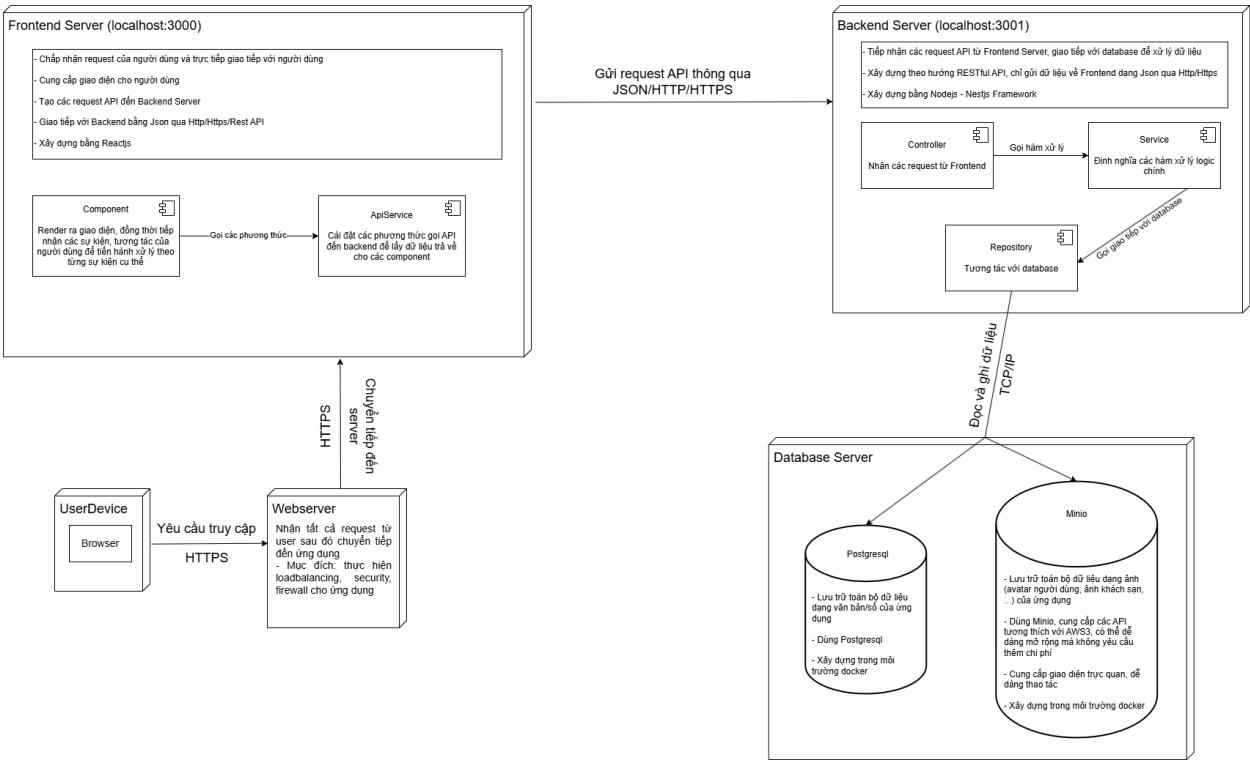 Frontend Server (localhost:3000)
- Chấp nhận request của người dùng và trực tiếp giao tiếp với người dùng
- Cung cấp giao diện cho người dùng
- Tạo các request API đến Backend Server
- Giao tiếp với Backend bằng Json qua Http/Https/Rest API
- Xây dựng bằng Reactjs
Component
Render ra giao diện, đồng thời tiếp
nhận các sự kiện, tương tác của
người dùng để tiến hành xử lý theo
từng sự kiện cụ thể
Gọi các phương thức
ApiService
Cài đặt các phương thức gọi API
đến backend để lấy dữ liệu trả về
cho các component
Gửi request API thông qua
JSON/HTTP/HTTPS
Backend Server (localhost:3001)
- Tiếp nhận các request API từ Frontend Server, giao tiếp với database để xử lý dữ liệu
- Xây dựng theo hướng RESTful API, chỉ gửi dữ liệu về Frontend dạng Json qua Http/Https
- Xây dựng bằng Nodejs - Nestjs Framework
Controller
Nhận các request từ Frontend
Gọi hàm xử lý
Service
Định nghĩa các hàm xử lý logic
chính
Gọi giao tiếp với database
Repository
Tương tác với database
Đọc và ghi dữ liệu
TCP/IP
HTTPS
Chuyển tiếp đến
server
UserDevice
Browser
Yêu cầu truy cập
HTTPS
Webserver
Nhận tất cả request từ
user sau đó chuyển tiếp
đến ứng dụng
- Mục đích: thực hiện
loadbalancing, security,
firewall cho ứng dụng
Database Server
Postgresql
- Lưu trữ toàn bộ dữ liệu
dạng văn bản/số của ứng
dụng
- Dùng Postgresql
- Xây dựng trong môi
trường docker
Minio
- Lưu trữ toàn bộ dữ liệu dạng ảnh
(avatar người dùng, ảnh khách sạn,
...) của ứng dụng
- Dùng Minio, cung cấp các API
tương thích với AWS3, có thể dễ
dàng mở rộng mà không yêu cầu
thêm chi phí
- Cung cấp giao diện trực quan, dễ
dàng thao tác
- Xây dựng trong môi trường docker